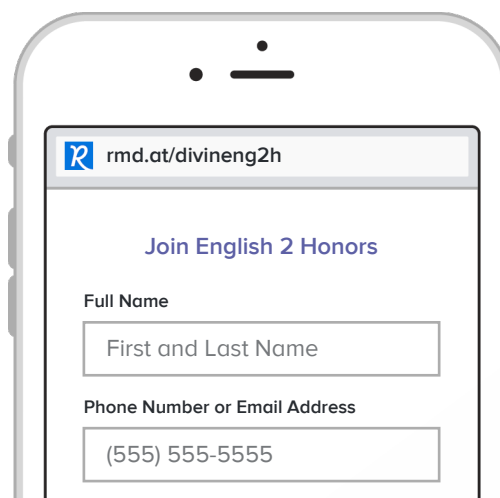 rmd.at/divineng2h
Join English 2 Honors
Full Name
First and Last Name
Phone Number or Email Address
(555) 555-5555